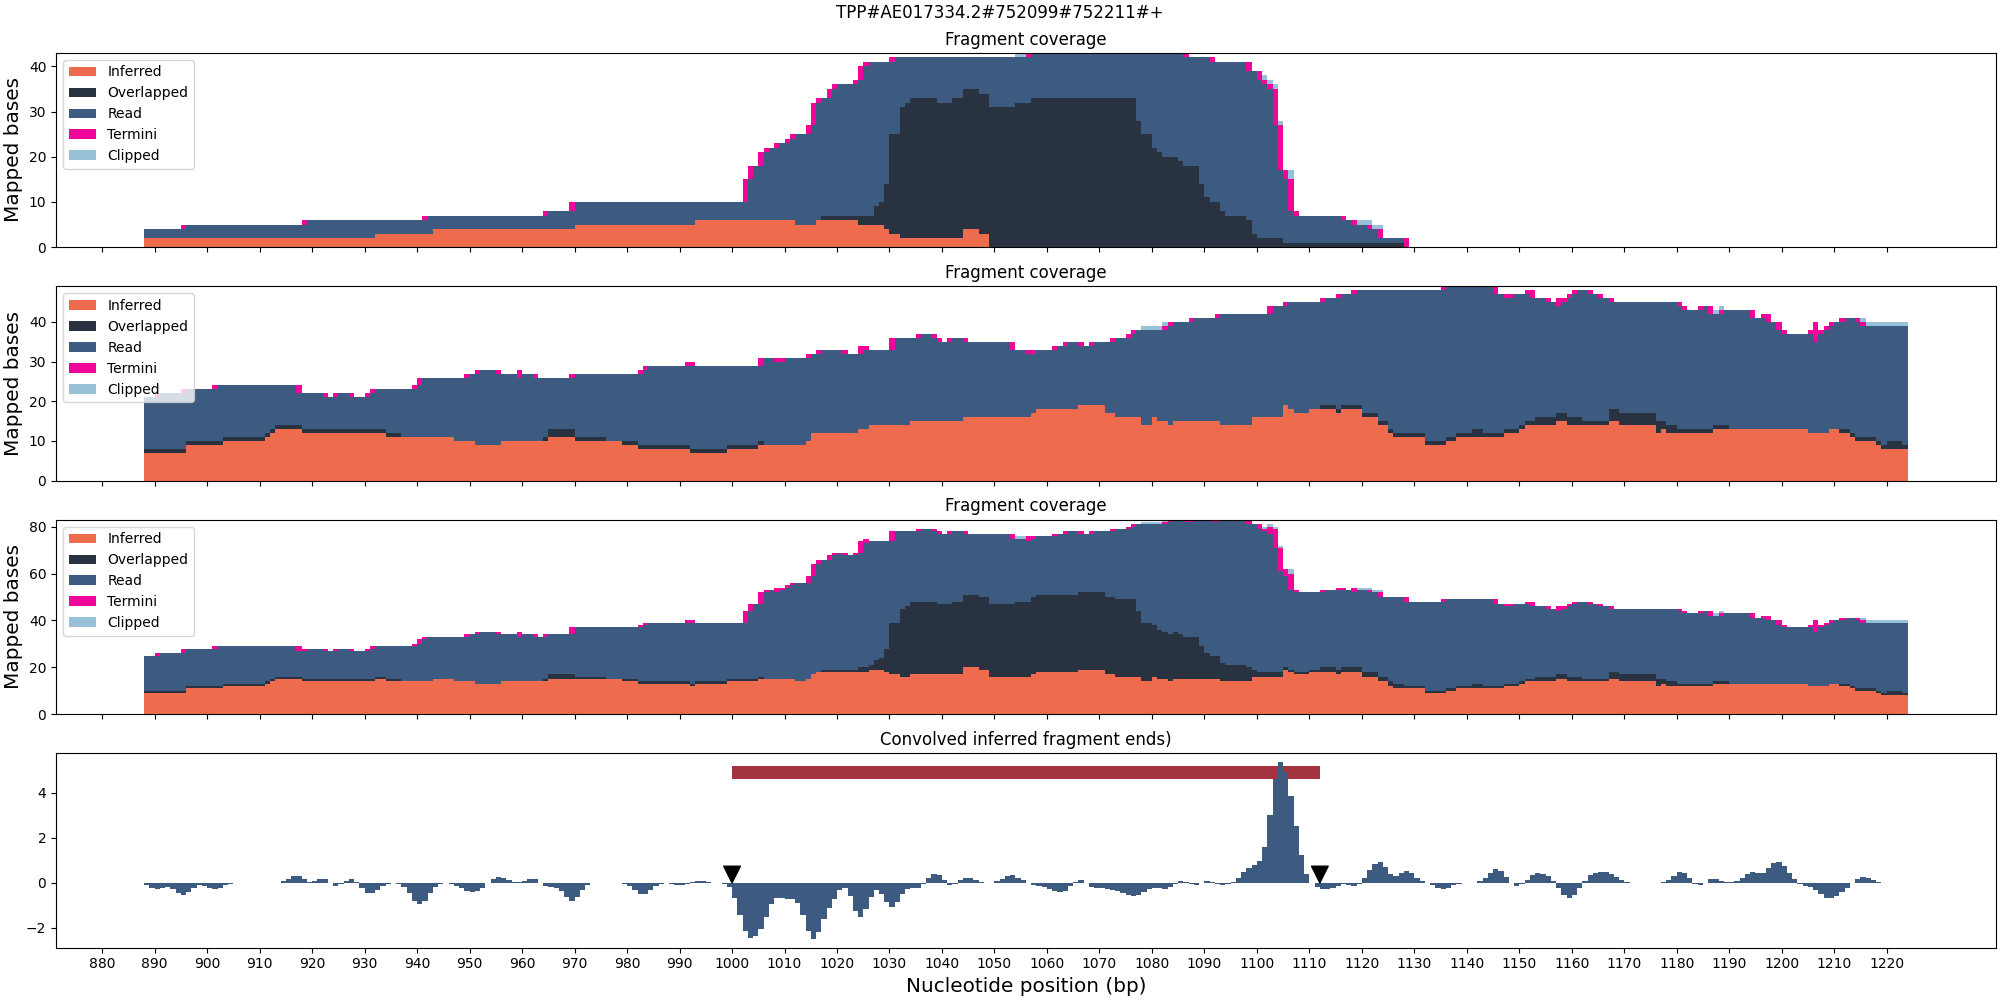 TPP#AE017334.2#752099#752211#+
Fragment coverage
Mapped bases
40
30
20
10
0
Inferred
Overlapped
Read
Termini
Clipped
Fragment coverage
Mapped bases
40
30
20
10
0
Inferred
Overlapped
Read
Termini
Clipped
Fragment coverage
Mapped bases
80
60
40
20
0
Inferred
Overlapped
Read
Termini
Clipped
Convolved inferred fragment ends)
4
2
0
−2
880 890 900 910 920 930 940 950 960 970 980 990 1000 1010 1020 1030 1040 1050 1060 1070 1080 1090 1100 1110 1120 1130 1140 1150 1160 1170 1180 1190 1200 1210 1220
Nucleotide position (bp)